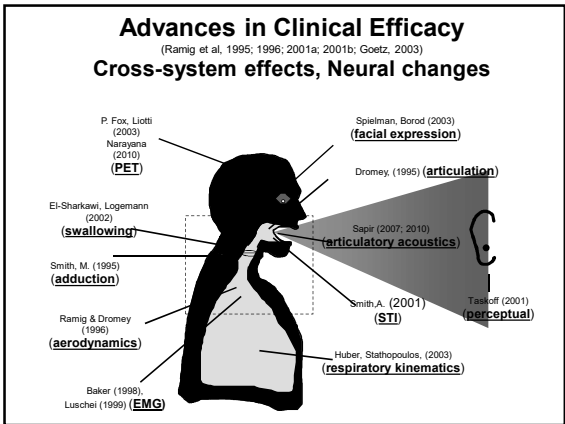 Advances in Clinical Efficacy
(Ramig et al, 1995; 1996; 2001a; 2001b; Goetz, 2003)
Cross-system effects, Neural changes
P. Fox, Liotti
(2003)
Narayana
(2010)
(PET)
Spielman, Borod (2003)
(facial expression)
Dromey, (1995) (articulation)
El-Sharkawi, Logemann
(2002)
(swallowing)
Sapir (2007; 2010)
(articulatory acoustics)
Smith, M. (1995)
(adduction)
Smith,A. (2001)
(STI)
Taskoff (2001)
(perceptual)
Ramig & Dromey
(1996)
(aerodynamics)
Huber, Stathopoulos, (2003)
(respiratory kinematics)
Baker (1998),
Luschei (1999) (EMG)